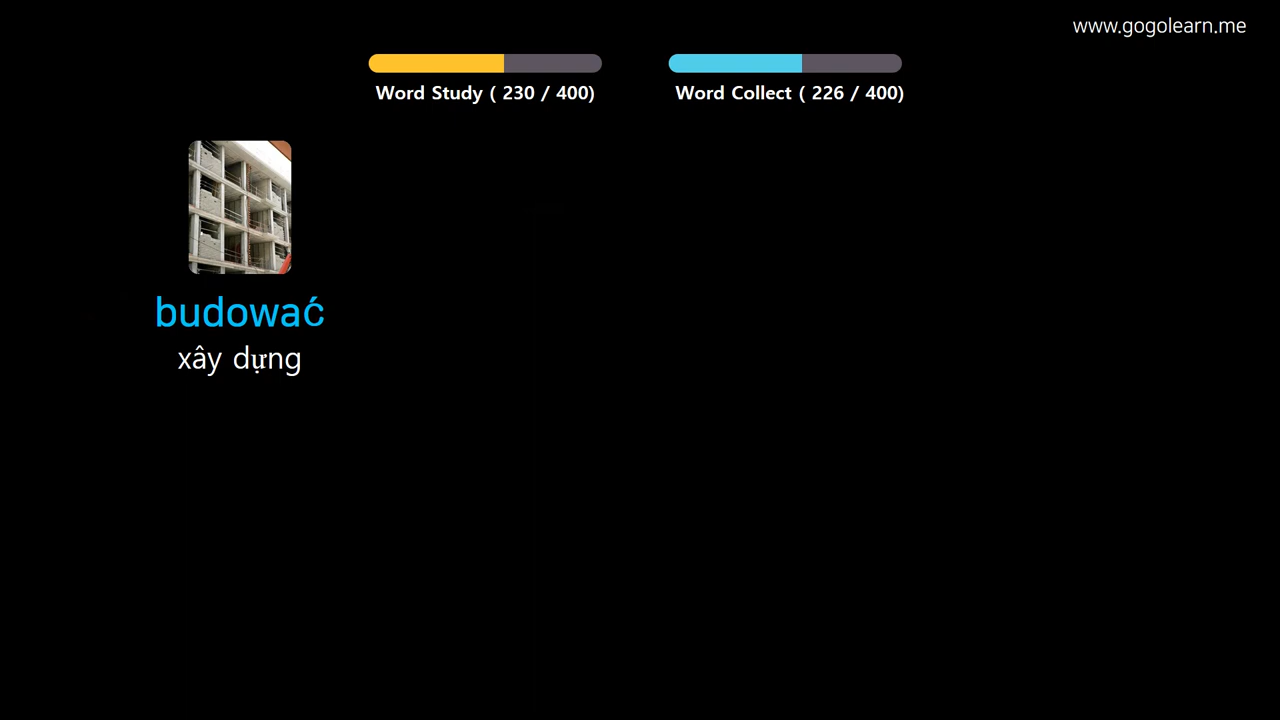 www.gogolearn.me
Word Study ( 230 / 400)
Word Collect ( 226 / 400)
budować
xây dựng